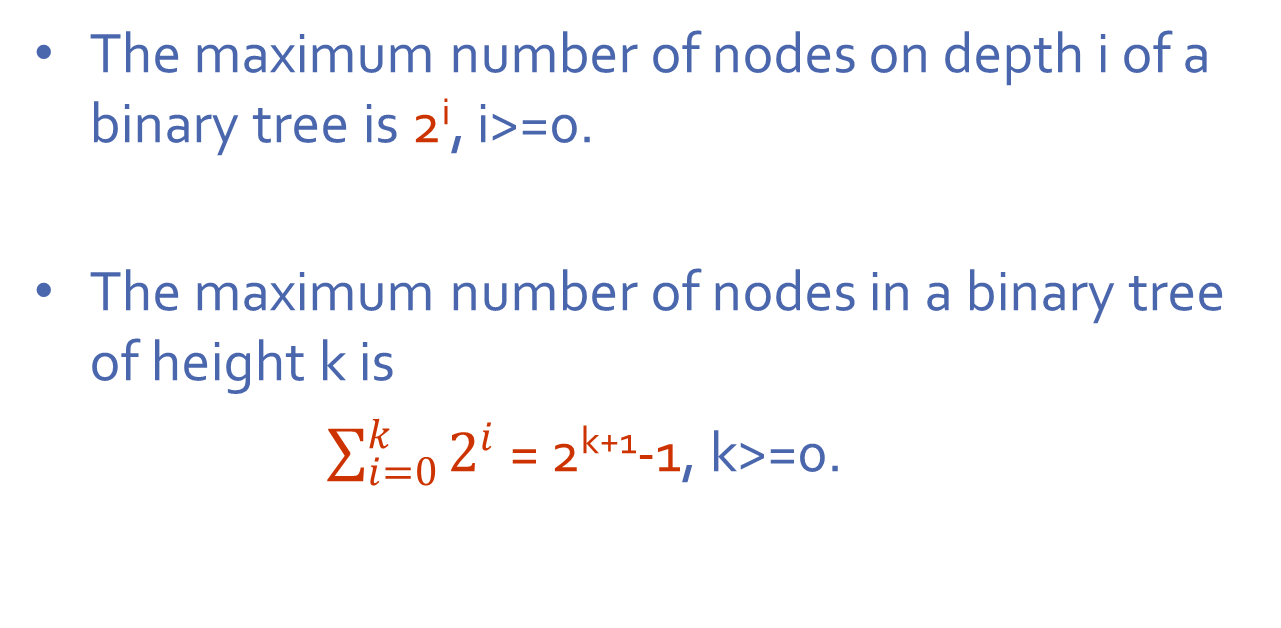 • The maximum number of nodes on depth i of a
binary tree is 2ⁱ, i>=0.
• The maximum number of nodes in a binary tree
of height k is
∑ᵏᵢ₌₀ 2ⁱ = 2ᵏ⁺¹-1, k>=0.